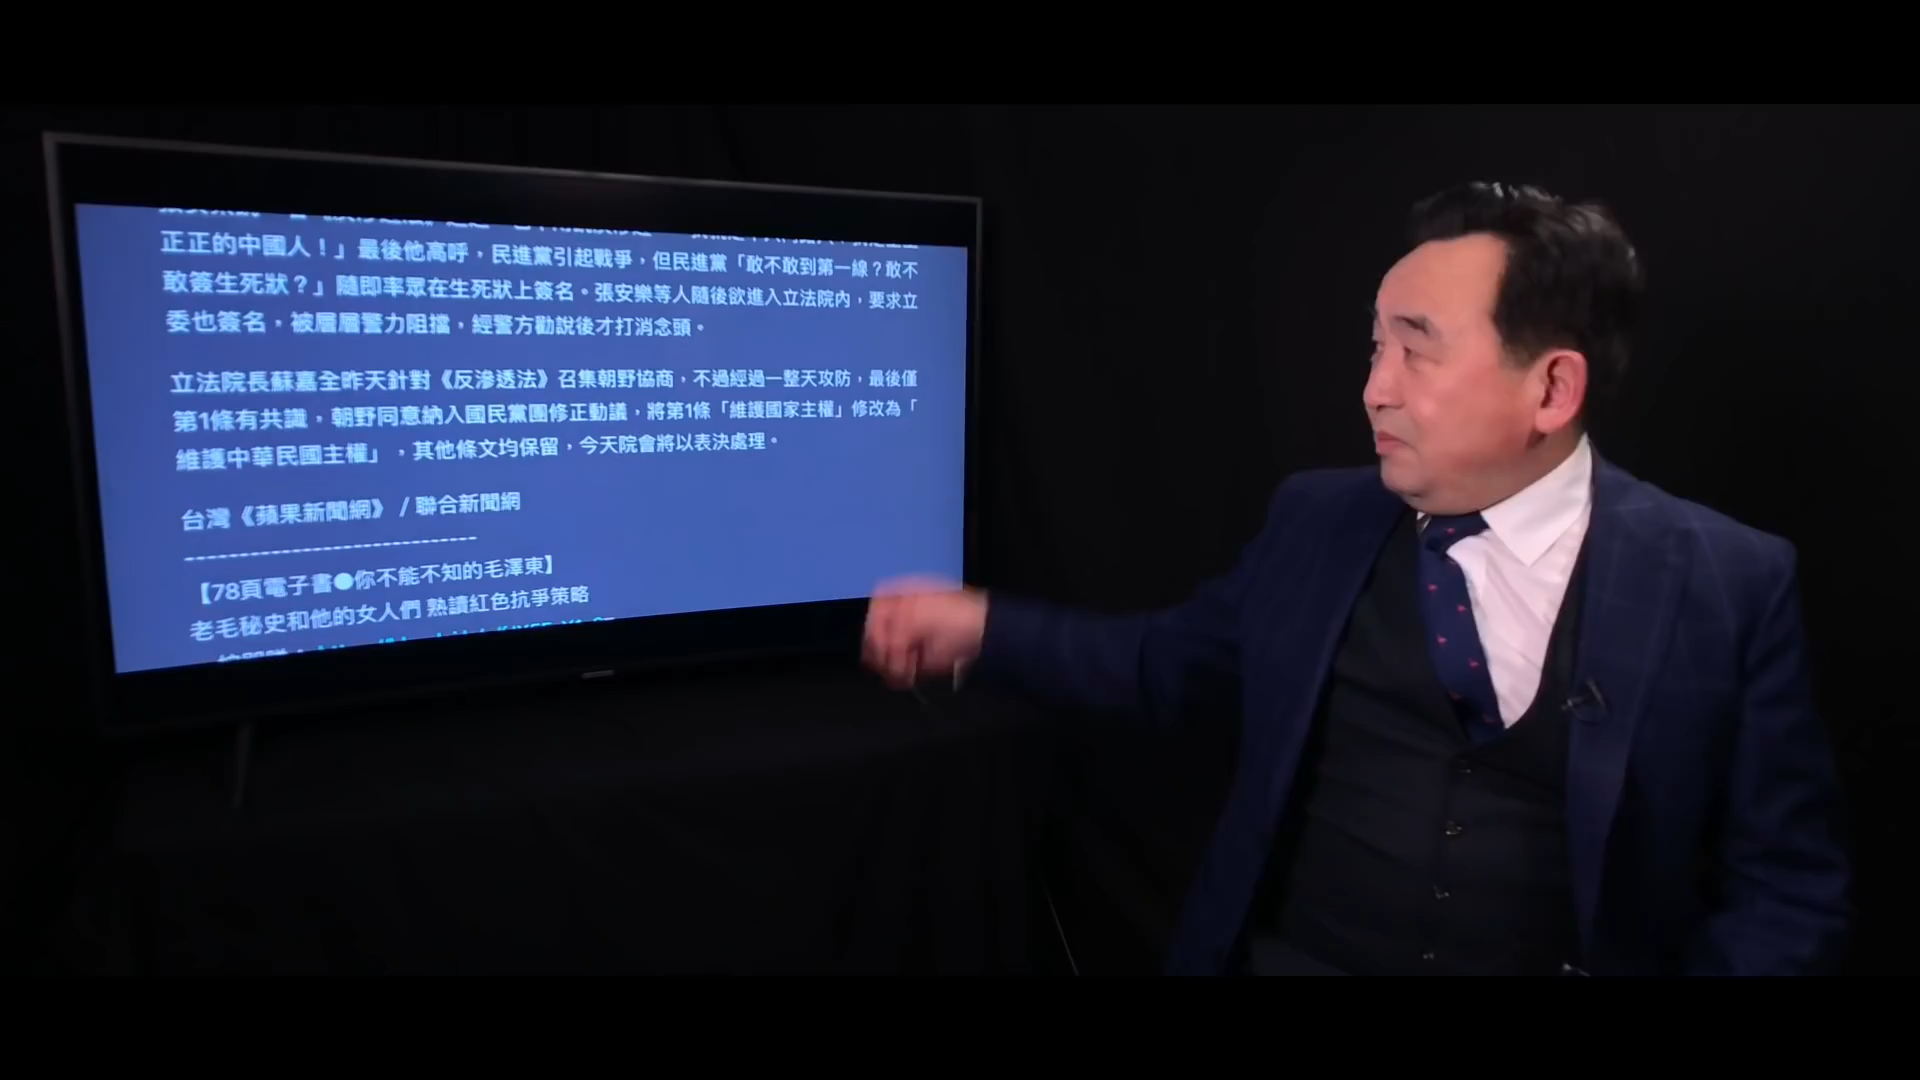 正正的中國人！」最後他高呼，民進黨引起戰爭，但民進黨「敢不敢到第一線？敢不
敢簽生死狀？」隨即率眾在生死狀上簽名。張安樂等人隨後欲進入立法院內，要求立
委也簽名，被層層警力阻擋，經警方勸說後才打消念頭。
立法院長蘇嘉全昨天針對《反滲透法》召集朝野協商，不過經過一整天攻防，最後僅
第1條有共識，朝野同意納入國民黨團修正動議，將第1條「維護國家主權」修改為「
維護中華民國主權」，其他條文均保留，今天院會將以表決處理。
台灣《蘋果新聞網》 / 聯合新聞網
----------------------------
【78頁電子書●你不能不知的毛澤東】
老毛秘史和他的女人們 熟讀紅色抗爭策略